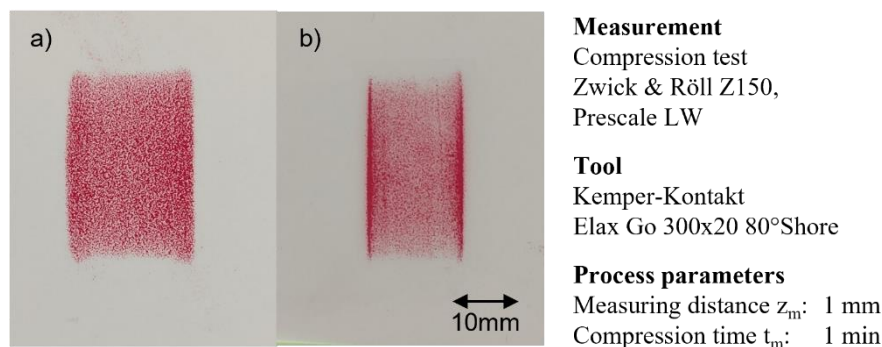 a)
b)
10mm
Measurement
Compression test
Zwick & Röll Z150,
Prescale LW
Tool
Kemper-Kontakt
Elax Go 300x20 80°Shore
Process parameters
Measuring distance zm: 1 mm
Compression time tm: 1 min